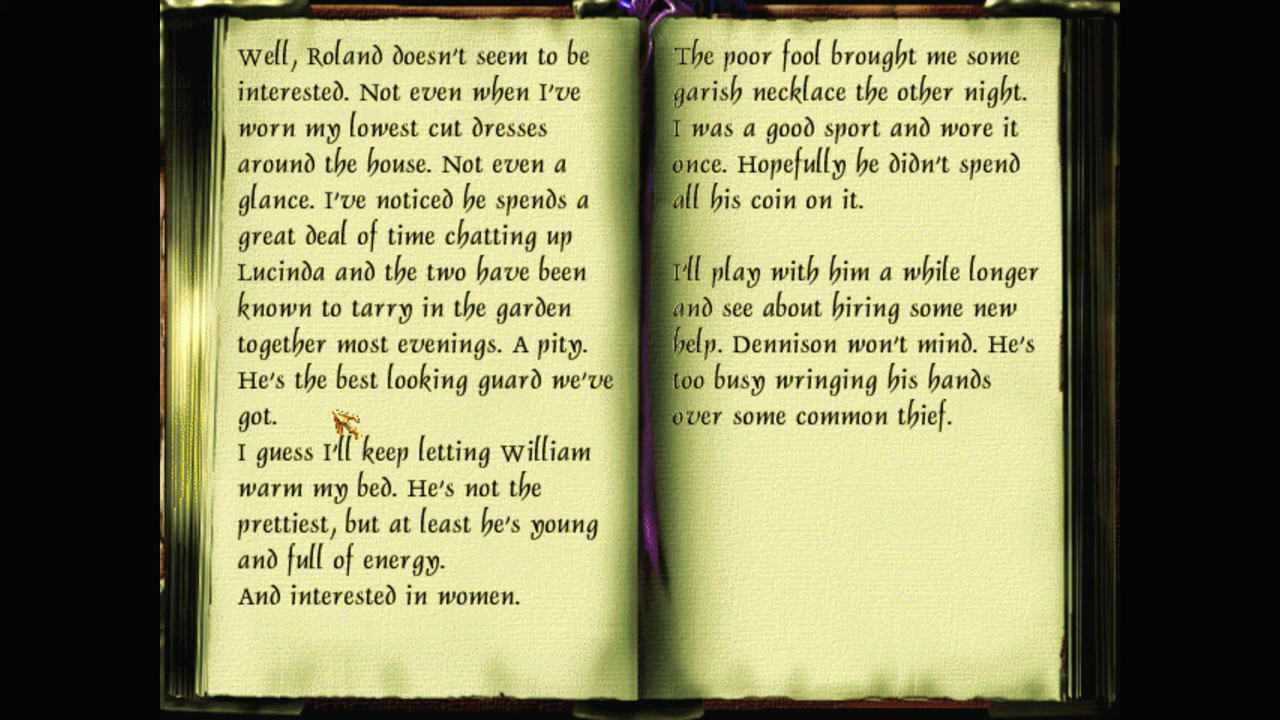 Well, Roland doesn't seem to be
interested. Not even when I've
worn my lowest cut dresses
around the house. Not even a
glance. I've noticed he spends a
great deal of time chatting up
Lucinda and the two have been
known to tarry in the garden
together most evenings. A pity.
He's the best looking guard we've
got.
I guess I'll keep letting William
warm my bed. He's not the
prettiest, but at least he's young
and full of energy.
And interested in women.
The poor fool brought me some
garish necklace the other night.
I was a good sport and wore it
once. Hopefully he didn't spend
all his coin on it.
I'll play with him a while longer
and see about hiring some new
help. Dennison won't mind. He's
too busy wringing his hands
over some common thief.